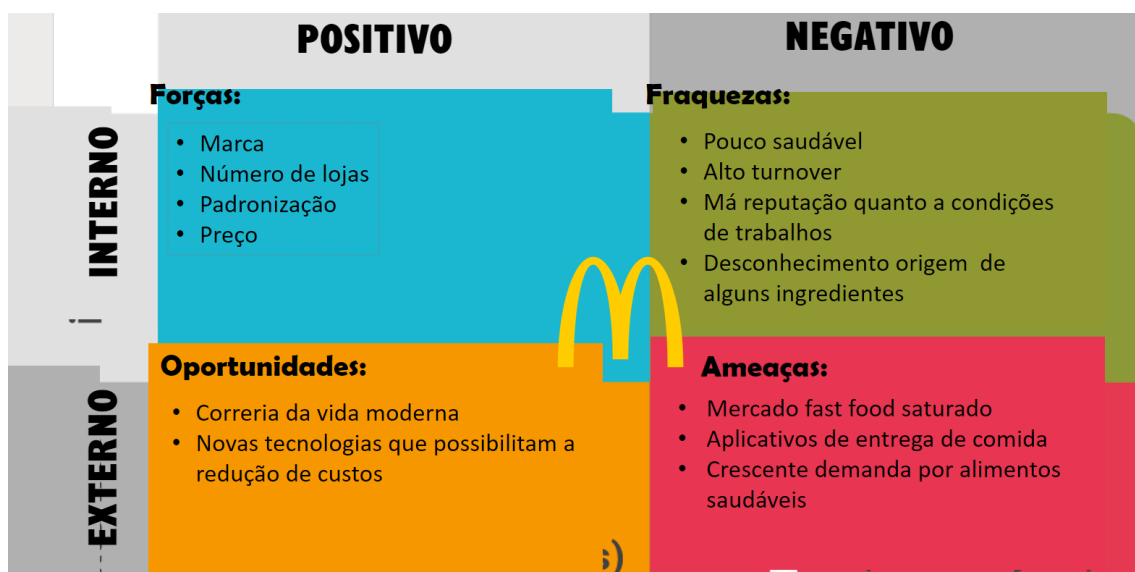 POSITIVO
NEGATIVO
INTERNO
Forças:
• Marca
• Número de lojas
• Padronização
• Preço
Fraquezas:
• Pouco saudável
• Alto turnover
• Má reputação quanto a condições
de trabalhos
• Desconhecimento origem de
alguns ingredientes
EXTERNO
Oportunidades:
• Correria da vida moderna
• Novas tecnologias que possibilitam a
redução de custos
Ameaças:
• Mercado fast food saturado
• Aplicativos de entrega de comida
• Crescente demanda por alimentos
saudáveis
s)